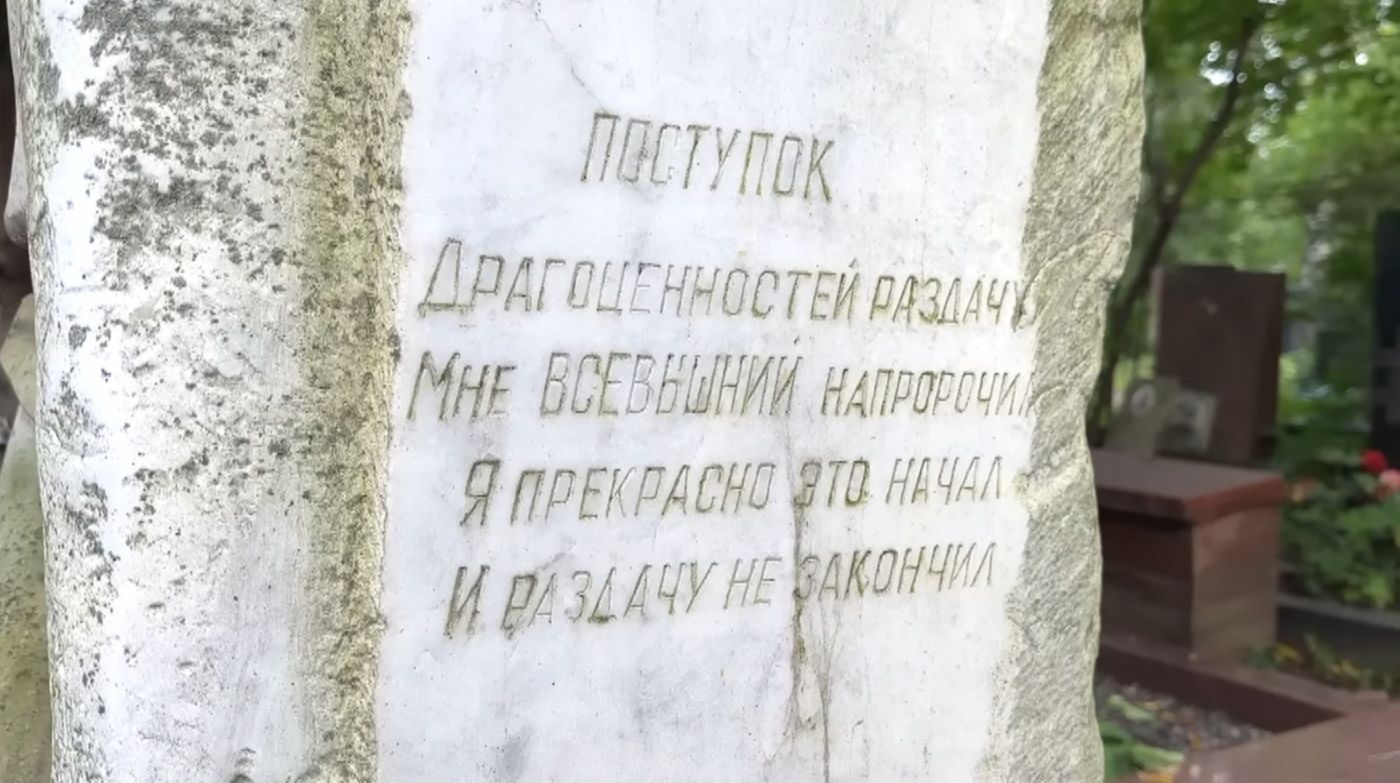 ПОСТУПОК
ДРАГОЦЕННОСТЕЙ РАЗДАЧУ
МНЕ ВСЕВЫШНИЙ НАПРОРОЧИЛ
Я ПРЕКРАСНО ЭТО НАЧАЛ
И РАЗДАЧУ НЕ ЗАКОНЧИЛ